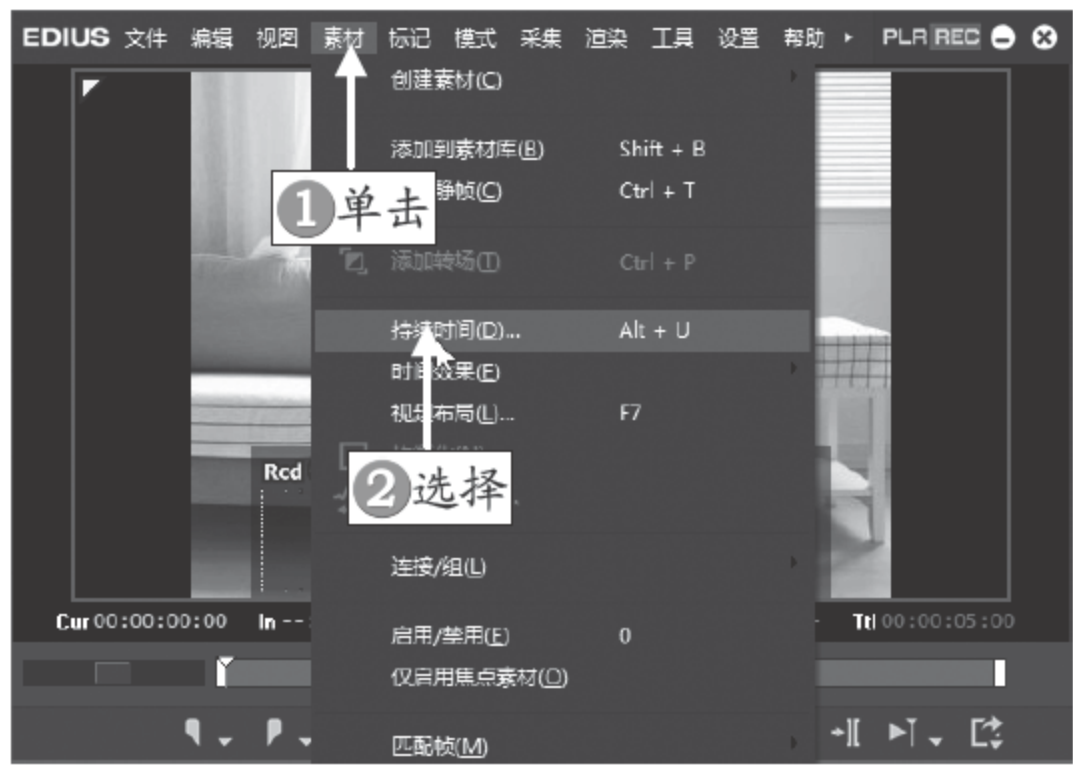 EDIUS 文件 编辑 视图 素材 标记 模式 采集 渲染 工具 设置 帮助 PLR REC
创建素材(C)
添加到素材库(B) Shift + B
静帧(C) Ctrl + T
①单击
添加转场(T) Ctrl + P
持续时间(D)... Alt + U
时间效果(E)
视频布局(L)... F7
Rcd
②选择
连接/组(L)
Cur 00:00:00:00 In --: Ttl 00:00:05:00
启用/禁用(E) 0
仅启用焦点素材(O)
匹配帧(M)